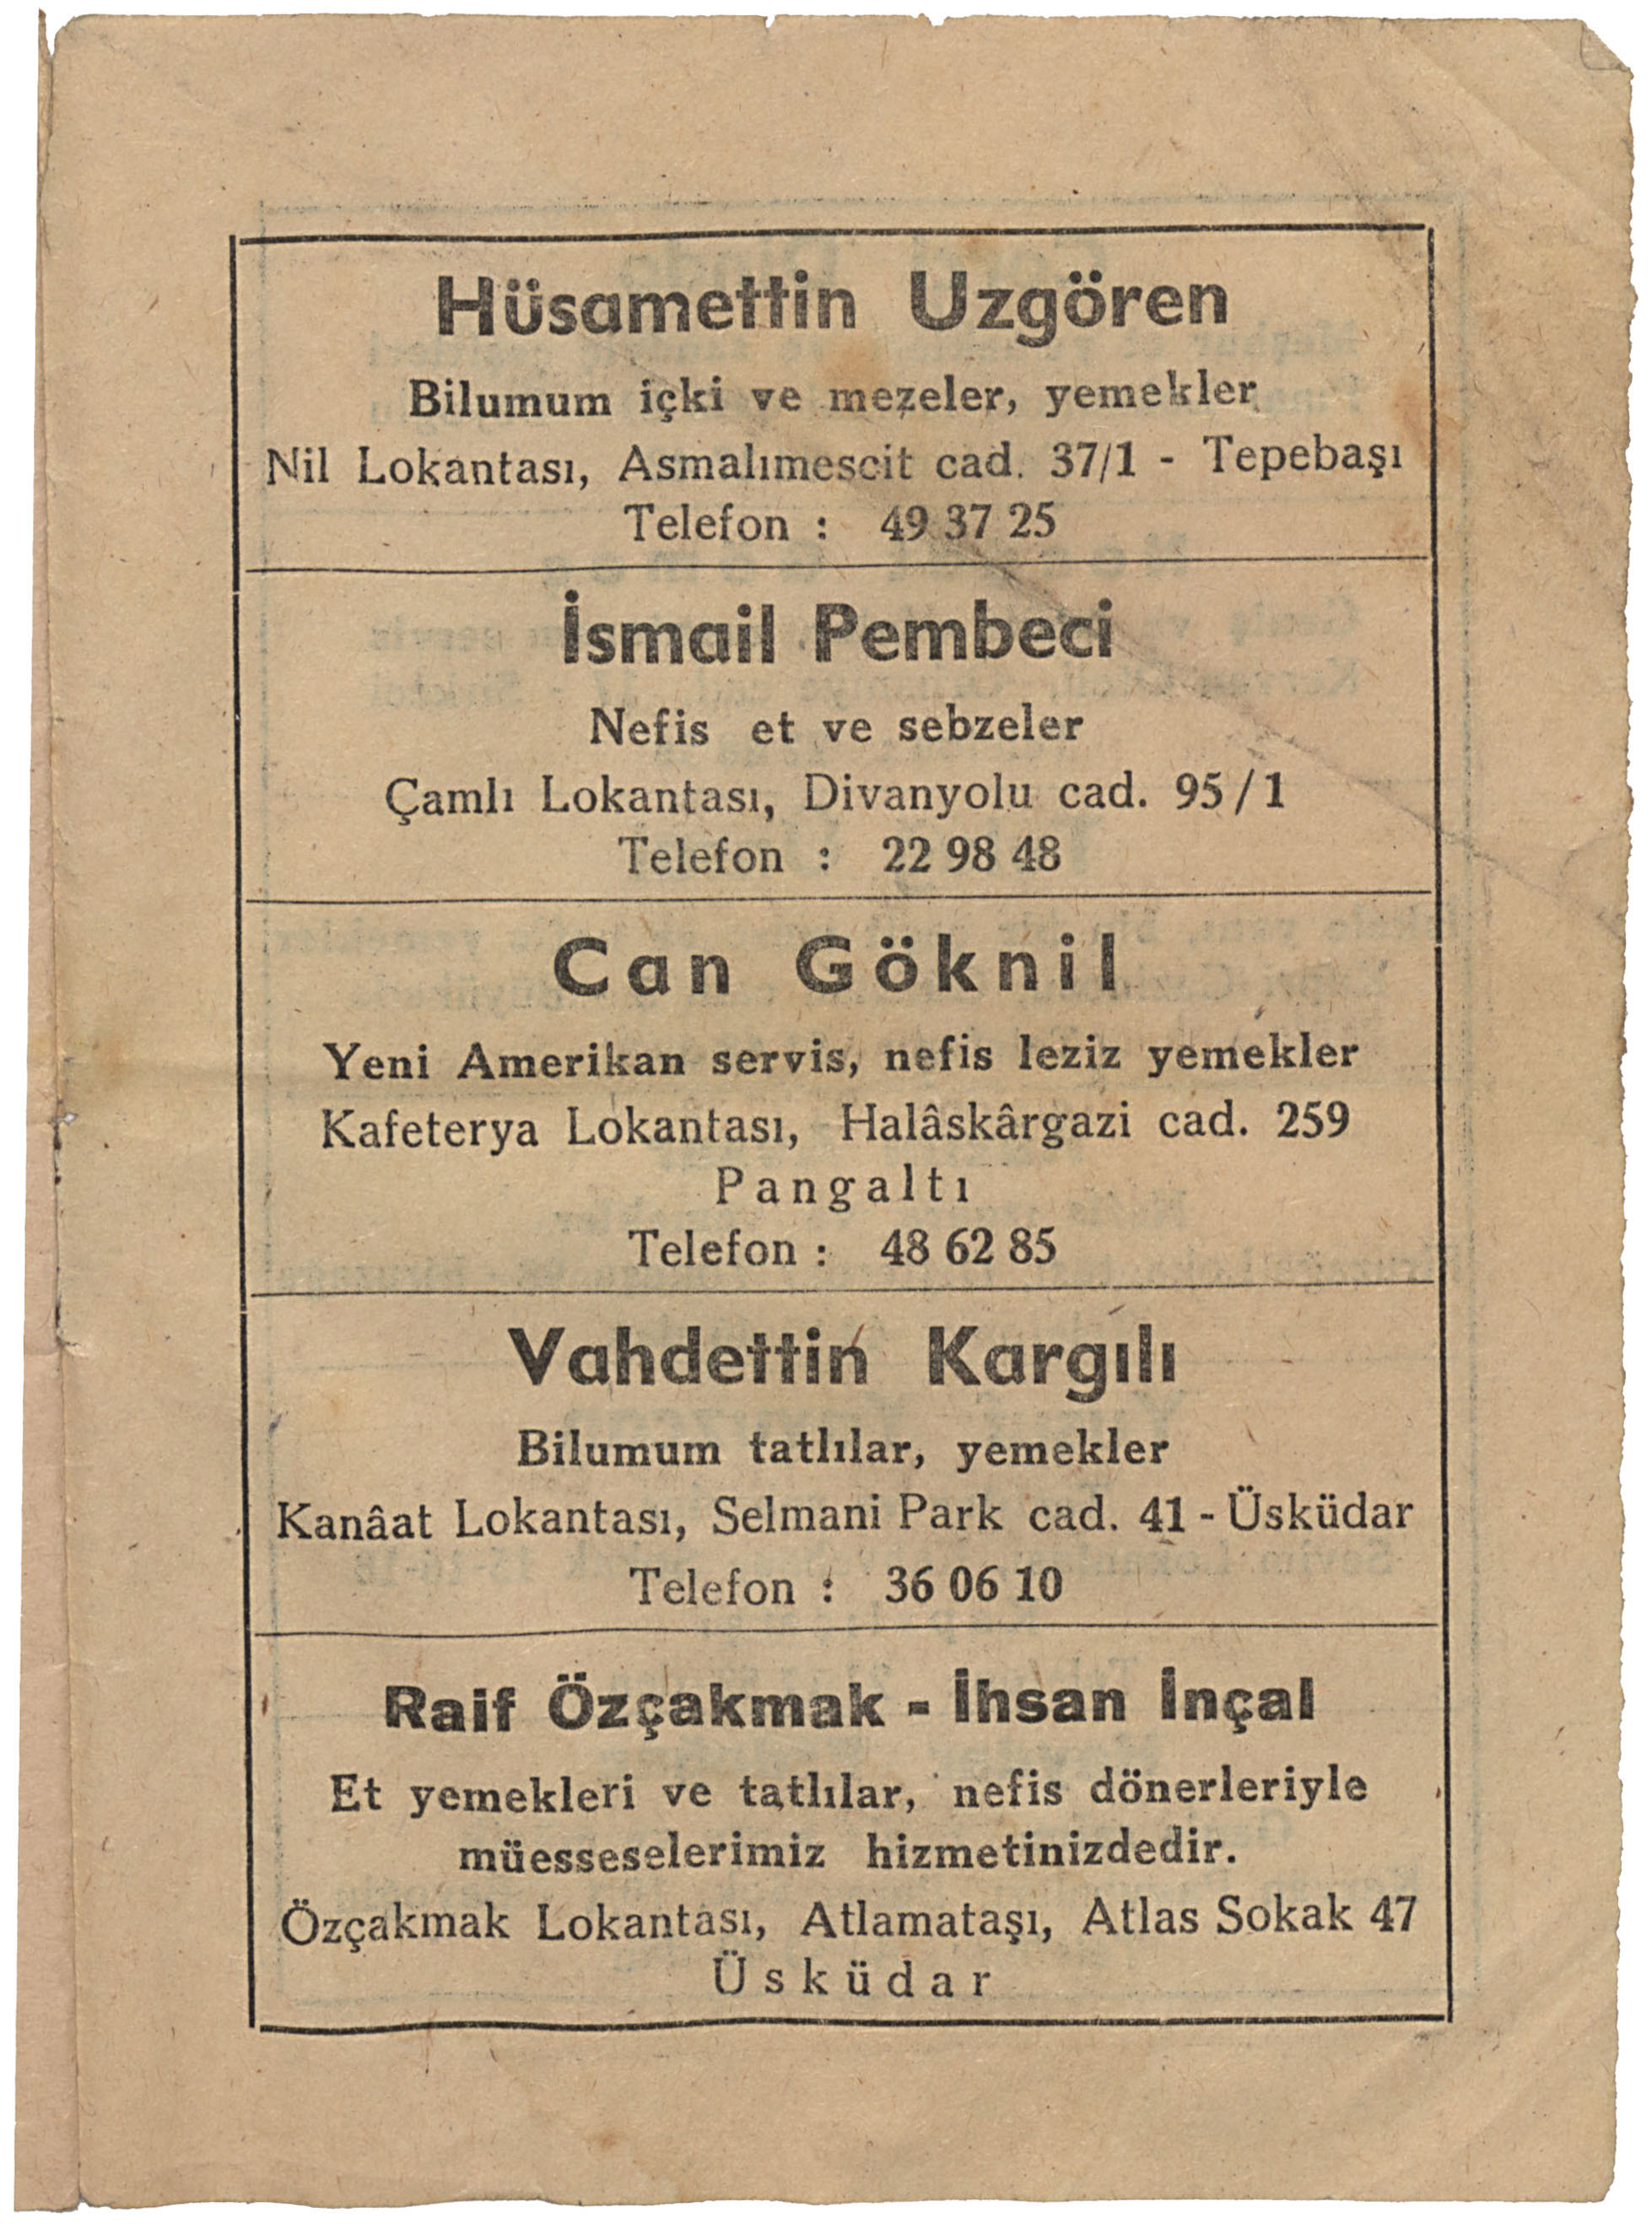 Hüsamettin Uzgören
Bilumum içki ve mezeler, yemekler
Nil Lokantası, Asmalımescit cad. 37/1 - Tepebaşı
Telefon : 49 37 25
İsmail Pembeci
Nefis et ve sebzeler
Çamlı Lokantası, Divanyolu cad. 95/1
Telefon : 22 98 48
Can Göknil
Yeni Amerikan servis, nefis leziz yemekler
Kafeterya Lokantası, Halâskârgazi cad. 259
Pangaltı
Telefon : 48 62 85
Vahdettin Kargılı
Bilumum tatlılar, yemekler
Kanâat Lokantası, Selmani Park cad. 41 - Üsküdar
Telefon : 36 06 10
Raif Özçakmak - İhsan İnçal
Et yemekleri ve tatlılar, nefis dönerleriyle
müesseselerimiz hizmetinizdedir.
Özçakmak Lokantası, Atlamataşı, Atlas Sokak 47
Üsküdar